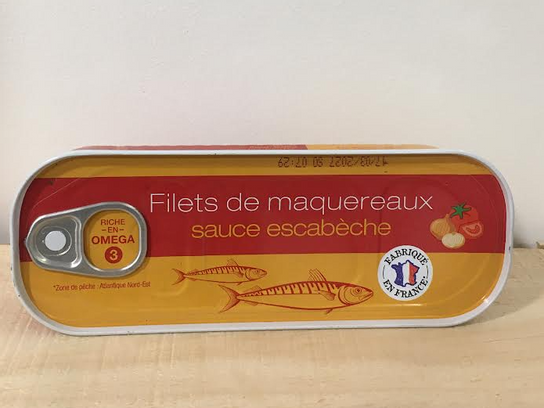 17/03/2027 SO 07:29
Filets de maquereaux
sauce escabèche
RICHE
-EN-
OMEGA
3
*Zone de pêche : Atlantique Nord-Est
FABRIQUÉ
EN FRANCE*